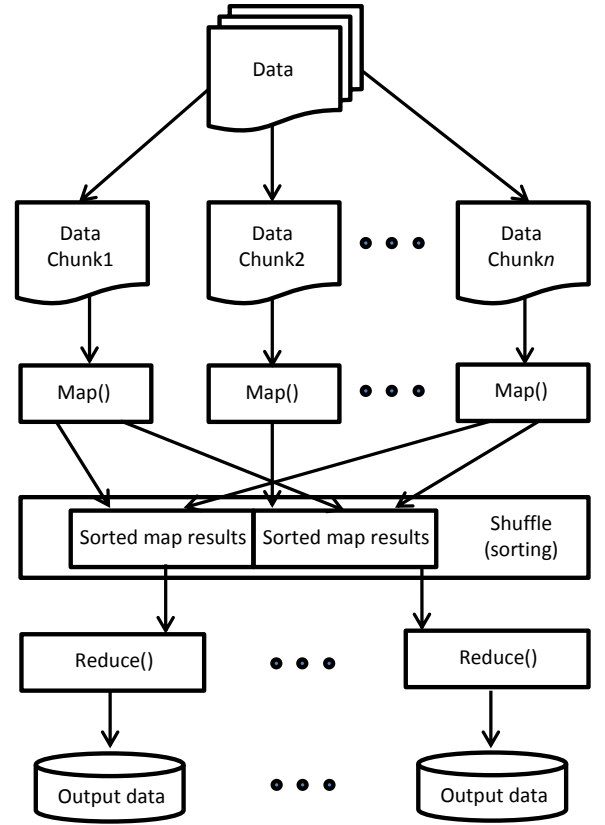 Data
Data
Chunk1
Data
Chunk2
Data
Chunkn
Map()
Map()
Map()
Sorted map results
Sorted map results
Shuffle
(sorting)
Reduce()
Reduce()
Output data
Output data